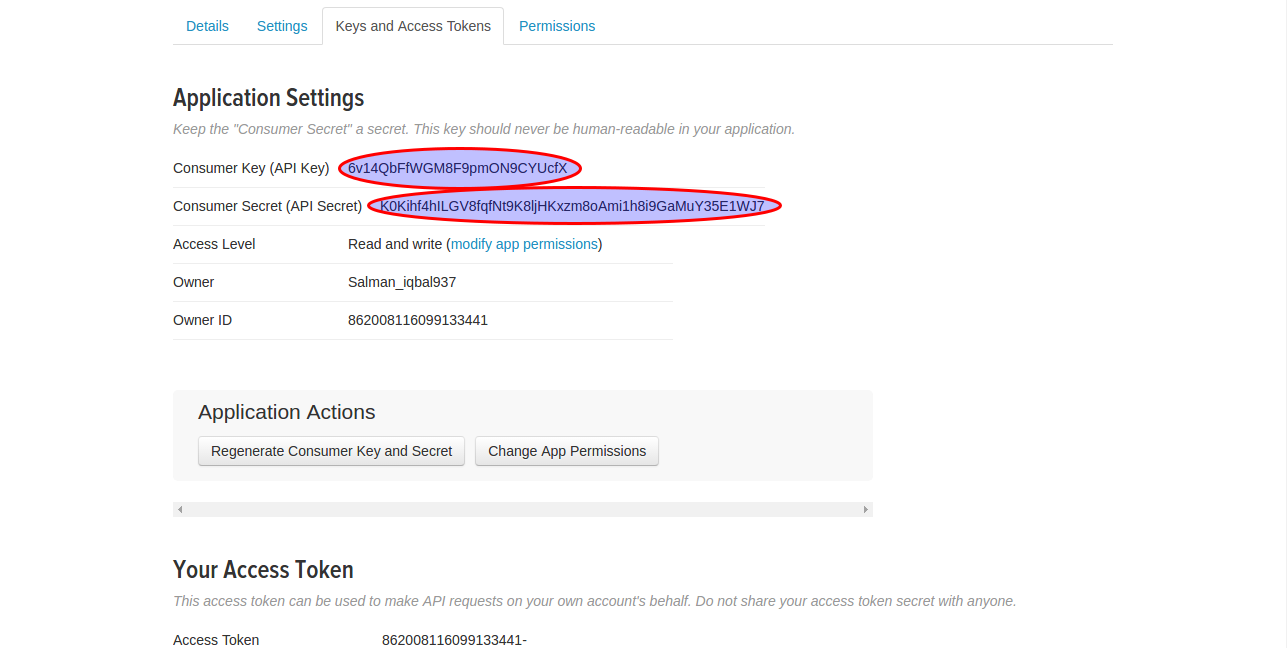 Details Settings Keys and Access Tokens Permissions
Application Settings
Keep the "Consumer Secret" a secret. This key should never be human-readable in your application.
Consumer Key (API Key) 6v14QbFfWGM8F9pmON9CYUcfX
Consumer Secret (API Secret) K0Kihf4hILGV8fqfNt9K8ljHKxzm8oAmi1h8i9GaMuY35E1WJ7
Access Level Read and write (modify app permissions)
Owner Salman_iqbal937
Owner ID 862008116099133441
Application Actions
Regenerate Consumer Key and Secret Change App Permissions
Your Access Token
This access token can be used to make API requests on your own account's behalf. Do not share your access token secret with anyone.
Access Token 862008116099133441-